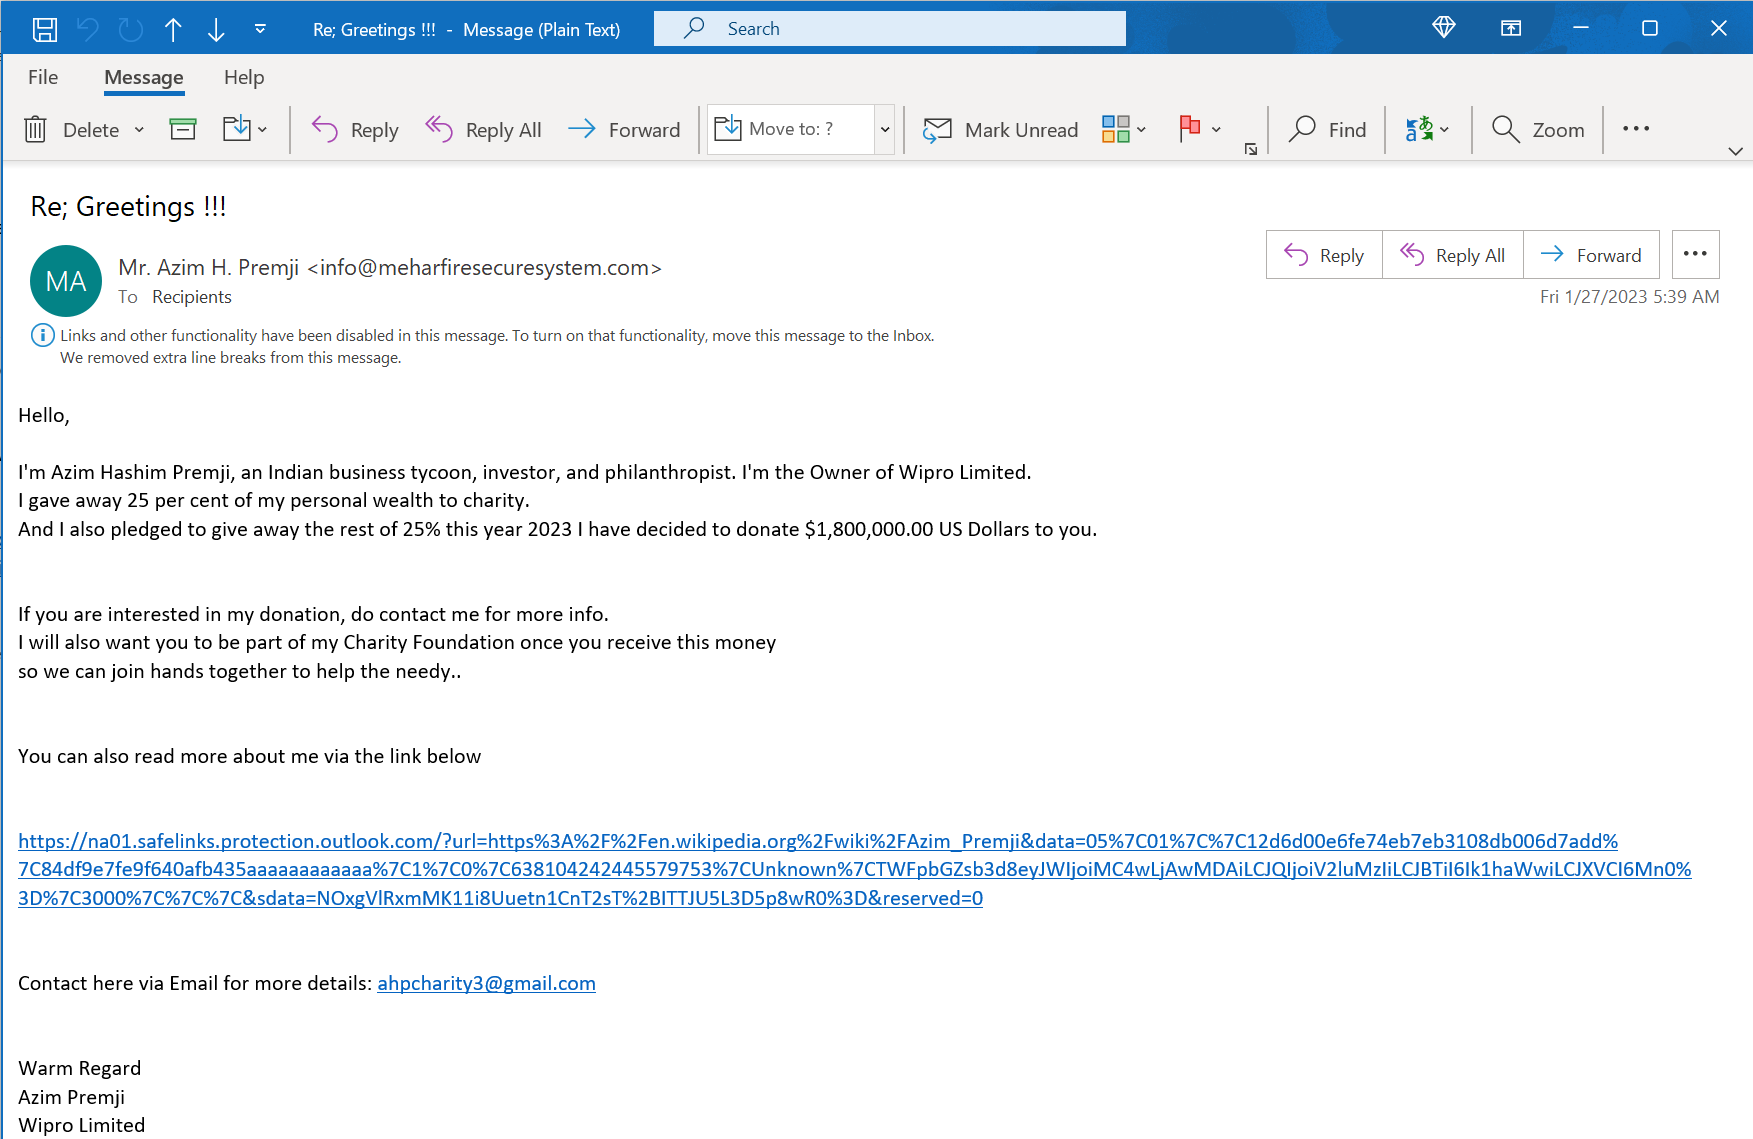 Re; Greetings !!! - Message (Plain Text)
Search
File Message Help
Delete
Reply
Reply All
Forward
Move to: ?
Mark Unread
Find
Zoom
Re; Greetings !!!
MA
Mr. Azim H. Premji <info@meharfiresecuresystem.com>
To Recipients
Reply
Reply All
Forward
Fri 1/27/2023 5:39 AM
Links and other functionality have been disabled in this message. To turn on that functionality, move this message to the Inbox.
We removed extra line breaks from this message.
Hello,
I'm Azim Hashim Premji, an Indian business tycoon, investor, and philanthropist. I'm the Owner of Wipro Limited.
I gave away 25 per cent of my personal wealth to charity.
And I also pledged to give away the rest of 25% this year 2023 I have decided to donate $1,800,000.00 US Dollars to you.
If you are interested in my donation, do contact me for more info.
I will also want you to be part of my Charity Foundation once you receive this money
so we can join hands together to help the needy..
You can also read more about me via the link below
https://na01.safelinks.protection.outlook.com/?url=https%3A%2F%2Fen.wikipedia.org%2Fwiki%2FAzim_Premji&data=05%7C01%7C%7C12d6d00e6fe74eb7eb3108db006d7add%
7C84df9e7fe9f640afb435aaaaaaaaaaaa%7C1%7C0%7C638104242445579753%7CUnknown%7CTWFpbGZsb3d8eyJWIjoiMC4wLjAwMDAiLCJQIjoiV2luMzIiLCJBTiI6Ik1haWwiLCJXVCI6Mn0%
3D%7C3000%7C%7C%7C&sdata=NOxgVlRxmMK11i8Uuetn1CnT2sT%2BITTJU5L3D5p8wR0%3D&reserved=0
Contact here via Email for more details: ahpcharity3@gmail.com
Warm Regard
Azim Premji
Wipro Limited